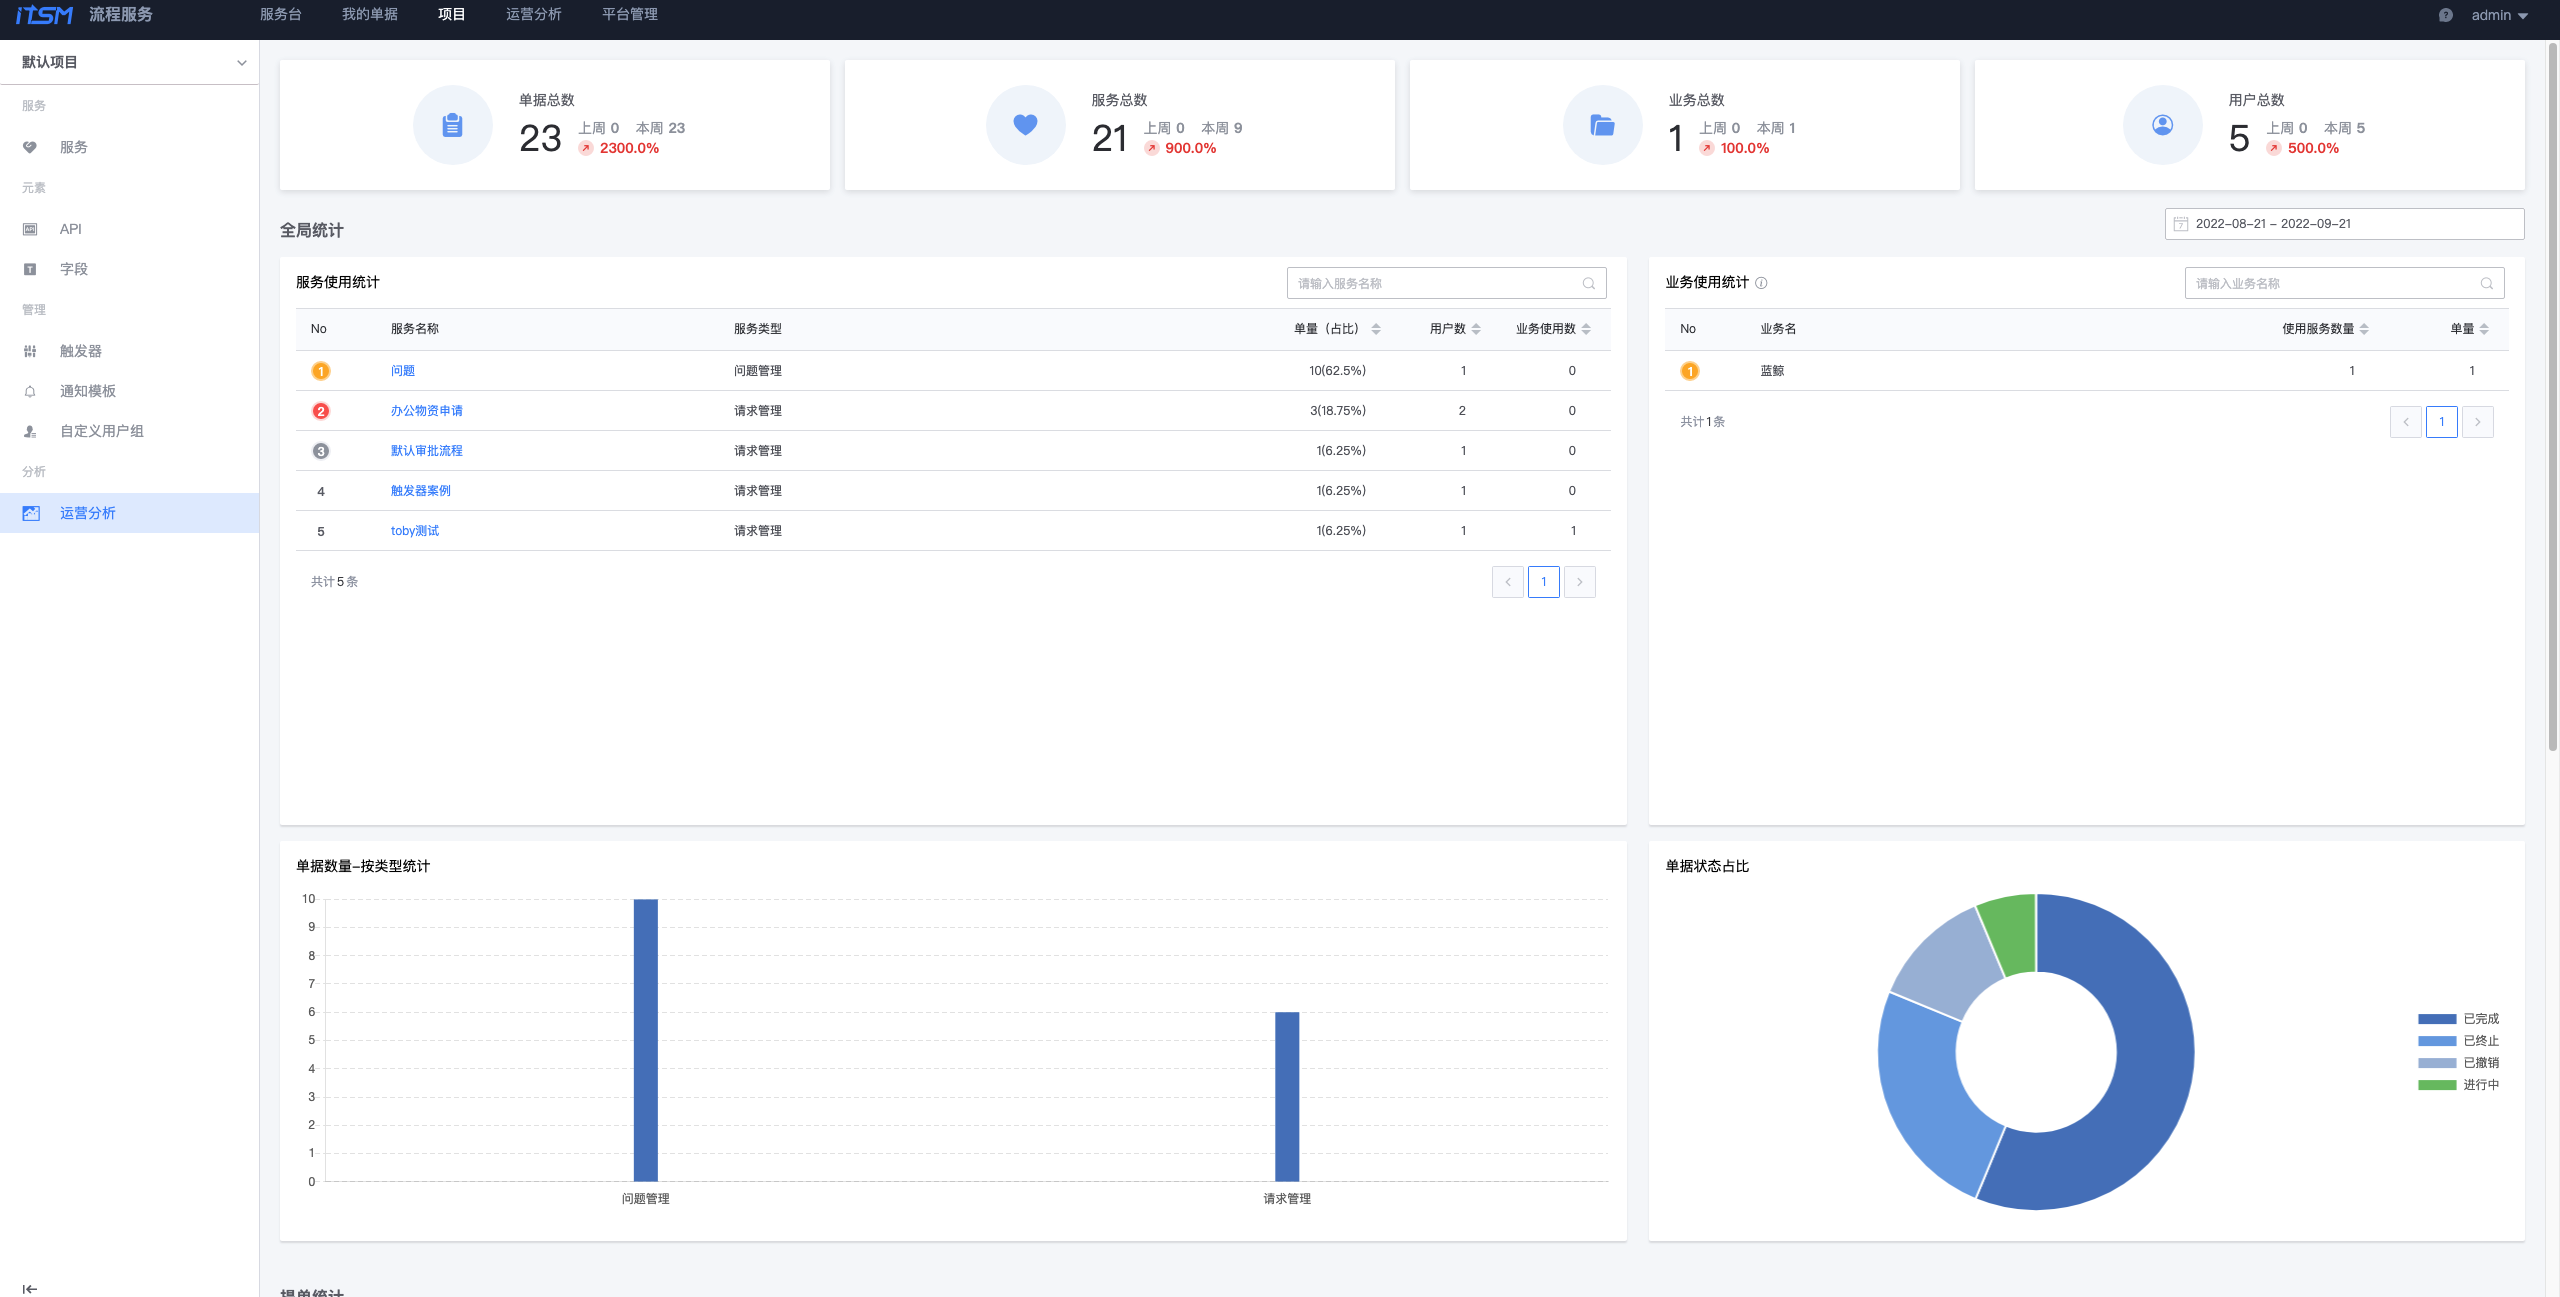 iTSM 流程服务 服务台 我的单据 项目 运营分析 平台管理 admin
默认项目
服务
服务
元素
API
字段
管理
触发器
通知模板
自定义用户组
分析
运营分析
单据总数
23 上周 0 本周 23
2300.0%
服务总数
21 上周 0 本周 9
900.0%
业务总数
1 上周 0 本周 1
100.0%
用户总数
5 上周 0 本周 5
500.0%
全局统计
2022-08-21 - 2022-09-21
服务使用统计 请输入服务名称
No 服务名称 服务类型 单量（占比） 用户数 业务使用数
1 问题 问题管理 10(62.5%) 1 0
2 办公物资申请 请求管理 3(18.75%) 2 0
3 默认审批流程 请求管理 1(6.25%) 1 0
4 触发器案例 请求管理 1(6.25%) 1 0
5 toby测试 请求管理 1(6.25%) 1 1
共计 5 条 1
业务使用统计 请输入业务名称
No 业务名 使用服务数量 单量
1 蓝鲸 1 1
共计 1 条 1
单据数量-按类型统计
10
9
8
7
6
5
4
3
2
1
0
问题管理 请求管理
单据状态占比
已完成
已终止
已撤销
进行中
提单统计